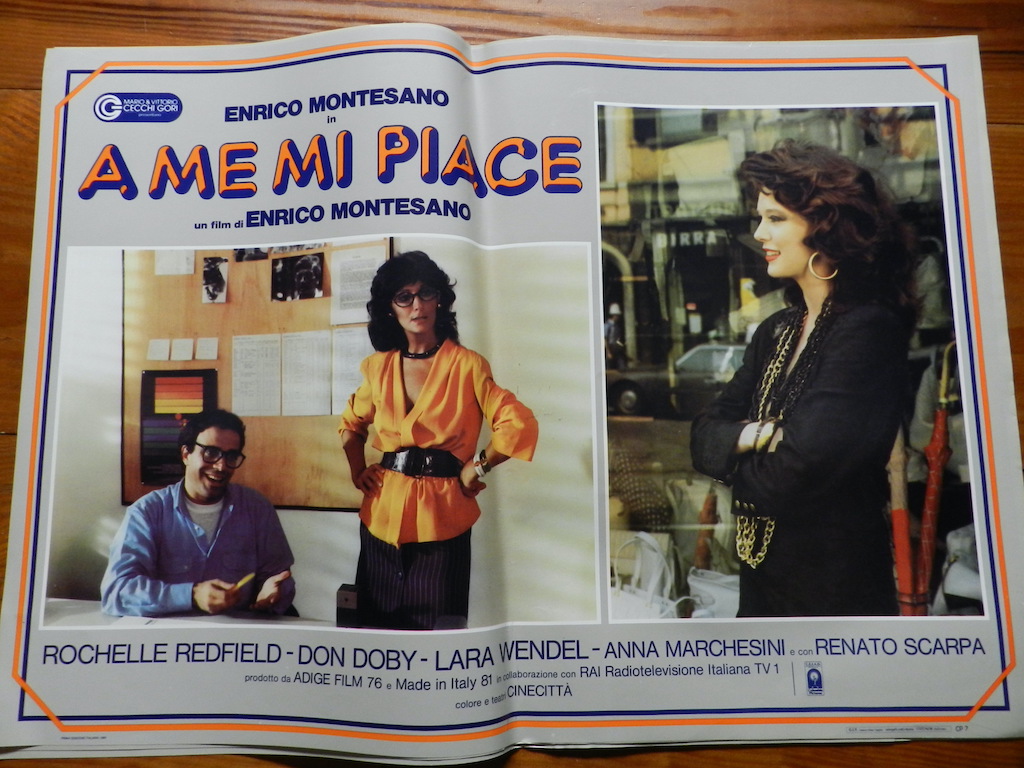 MARIO & VITTORIO
CECCHI GORI
ENRICO MONTESANO
in
A ME MI PIACE
un film di ENRICO MONTESANO
BIRRA
ROCHELLE REDFIELD - DON DOBY - LARA WENDEL - ANNA MARCHESINI e con RENATO SCARPA
prodotto da ADIGE FILM 76 e Made in Italy 81 in collaborazione con RAI Radiotelevisione Italiana TV 1
colore e teatri CINECITTÀ